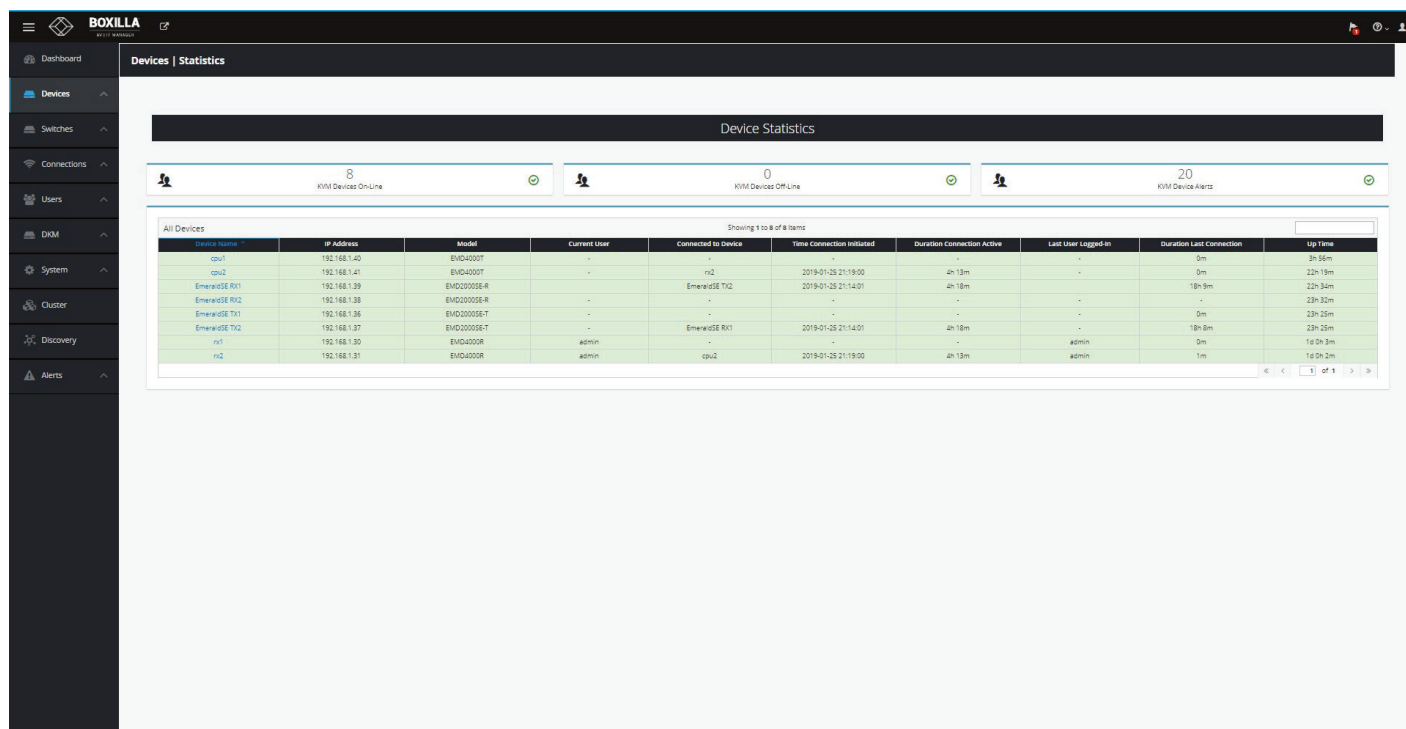 BOXILLA
AV/IT MANAGER
1
Dashboard
Devices | Statistics
Devices
Switches
Connections
Users
DKM
System
Cluster
Discovery
Alerts
Device Statistics
8
KVM Devices On-Line
0
KVM Devices Off-Line
20
KVM Device Alerts
All Devices Showing 1 to 8 of 8 items
Device Name IP Address Model Current User Connected to Device Time Connection Initiated Duration Connection Active Last User Logged-In Duration Last Connection Up Time
cpu1 192.168.1.40 EMD4000T - - - - - 0m 3h 56m
cpu2 192.168.1.41 EMD4000T - rx2 2019-01-25 21:19:00 4h 13m - 0m 22h 19m
EmeraldSE RX1 192.168.1.39 EMD2000SE-R EmeraldSE TX2 2019-01-25 21:14:01 4h 18m 18h 9m 22h 34m
EmeraldSE RX2 192.168.1.38 EMD2000SE-R - - - - - - 23h 32m
EmeraldSE TX1 192.168.1.36 EMD2000SE-T - - - - - 0m 23h 25m
EmeraldSE TX2 192.168.1.37 EMD2000SE-T - EmeraldSE RX1 2019-01-25 21:14:01 4h 18m - 18h 8m 23h 25m
rx1 192.168.1.30 EMD4000R admin - - - admin 0m 1d 0h 3m
rx2 192.168.1.31 EMD4000R admin cpu2 2019-01-25 21:19:00 4h 13m admin 1m 1d 0h 2m
« < 1 of 1 > »